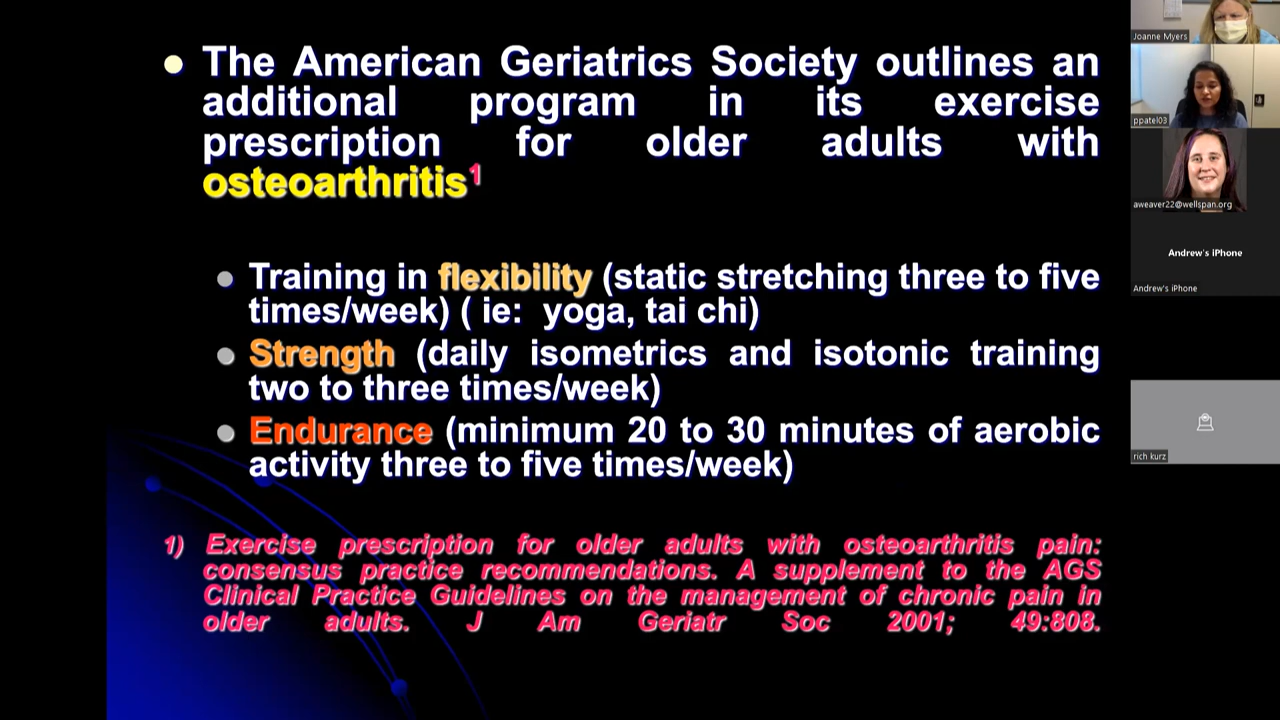 The American Geriatrics Society outlines an
additional program in its exercise
prescription for older adults with
osteoarthritis1
Training in flexibility (static stretching three to five
times/week) ( ie: yoga, tai chi)
Strength (daily isometrics and isotonic training
two to three times/week)
Endurance (minimum 20 to 30 minutes of aerobic
activity three to five times/week)
1) Exercise prescription for older adults with osteoarthritis pain:
consensus practice recommendations. A supplement to the AGS
Clinical Practice Guidelines on the management of chronic pain in
older adults. J Am Geriatr Soc 2001; 49:808.
Joanne Myers
ppatel03
aweaver22@wellspan.org
Andrew's iPhone
Andrew's iPhone
rich kurz